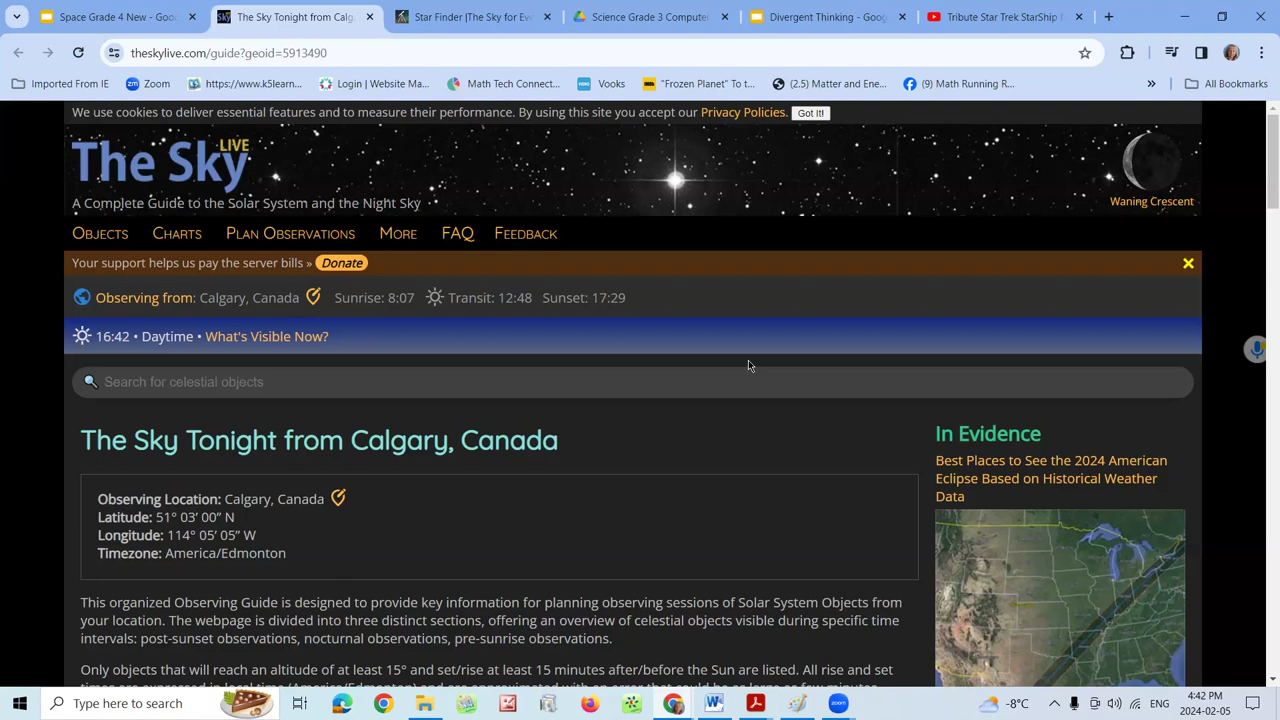 Space Grade 4 New - Goo
The Sky Tonight from Calga
Star Finder |The Sky for Eve
Science Grade 3 Compute
Divergent Thinking - Goog
Tribute Star Trek StarShip F
theskylive.com/guide?geoid=5913490
Imported From IE
Zoom
https://www.k5learn...
Login | Website Ma...
Math Tech Connect...
Vooks
"Frozen Planet" To t...
(2.5) Matter and Ene...
(9) Math Running R...
»
All Bookmarks
We use cookies to deliver essential features and to measure their performance. By using this site you accept our Privacy Policies. Got It!
The Sky LIVE
A Complete Guide to the Solar System and the Night Sky
Waning Crescent
OBJECTS CHARTS PLAN OBSERVATIONS MORE FAQ FEEDBACK
Your support helps us pay the server bills » Donate
Observing from: Calgary, Canada Sunrise: 8:07 Transit: 12:48 Sunset: 17:29
16:42 • Daytime • What's Visible Now?
Search for celestial objects
The Sky Tonight from Calgary, Canada
Observing Location: Calgary, Canada
Latitude: 51° 03' 00" N
Longitude: 114° 05' 05" W
Timezone: America/Edmonton
This organized Observing Guide is designed to provide key information for planning observing sessions of Solar System Objects from
your location. The webpage is divided into three distinct sections, offering an overview of celestial objects visible during specific time
intervals: post-sunset observations, nocturnal observations, pre-sunrise observations.
Only objects that will reach an altitude of at least 15° and set/rise at least 15 minutes after/before the Sun are listed. All rise and set
In Evidence
Best Places to See the 2024 American
Eclipse Based on Historical Weather
Data
Type here to search
-8°C
ENG
4:42 PM
2024-02-05